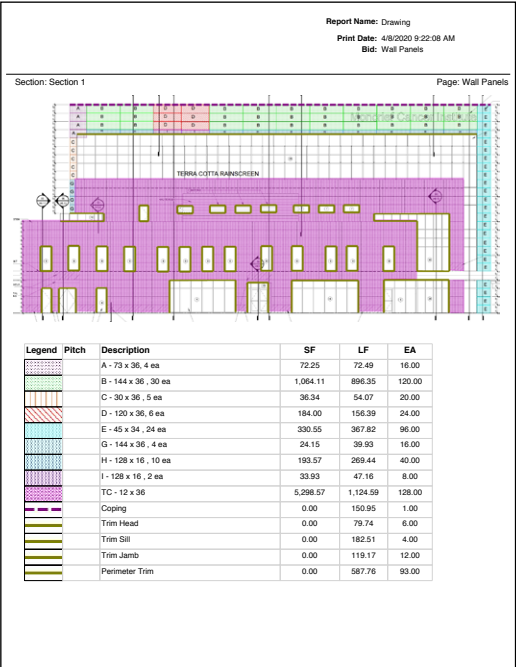 Report Name: Drawing
Print Date: 4/8/2020 9:22:08 AM
Bid: Wall Panels
Section: Section 1 Page: Wall Panels
TERRA COTTA RAINSCREEN
Legend Pitch Description SF LF EA
A - 73 x 36, 4 ea 72.25 72.49 16.00
B - 144 x 36 , 30 ea 1,064.11 896.35 120.00
C - 30 x 36 , 5 ea 36.34 54.07 20.00
D - 120 x 36, 6 ea 184.00 156.39 24.00
E - 45 x 34 , 24 ea 330.55 367.82 96.00
G - 144 x 36 , 4 ea 24.15 39.93 16.00
H - 128 x 16 , 10 ea 193.57 269.44 40.00
I - 128 x 16 , 2 ea 33.93 47.16 8.00
TC - 12 x 36 5,298.57 1,124.59 128.00
Coping 0.00 150.95 1.00
Trim Head 0.00 79.74 6.00
Trim Sill 0.00 182.51 4.00
Trim Jamb 0.00 119.17 12.00
Perimeter Trim 0.00 587.76 93.00